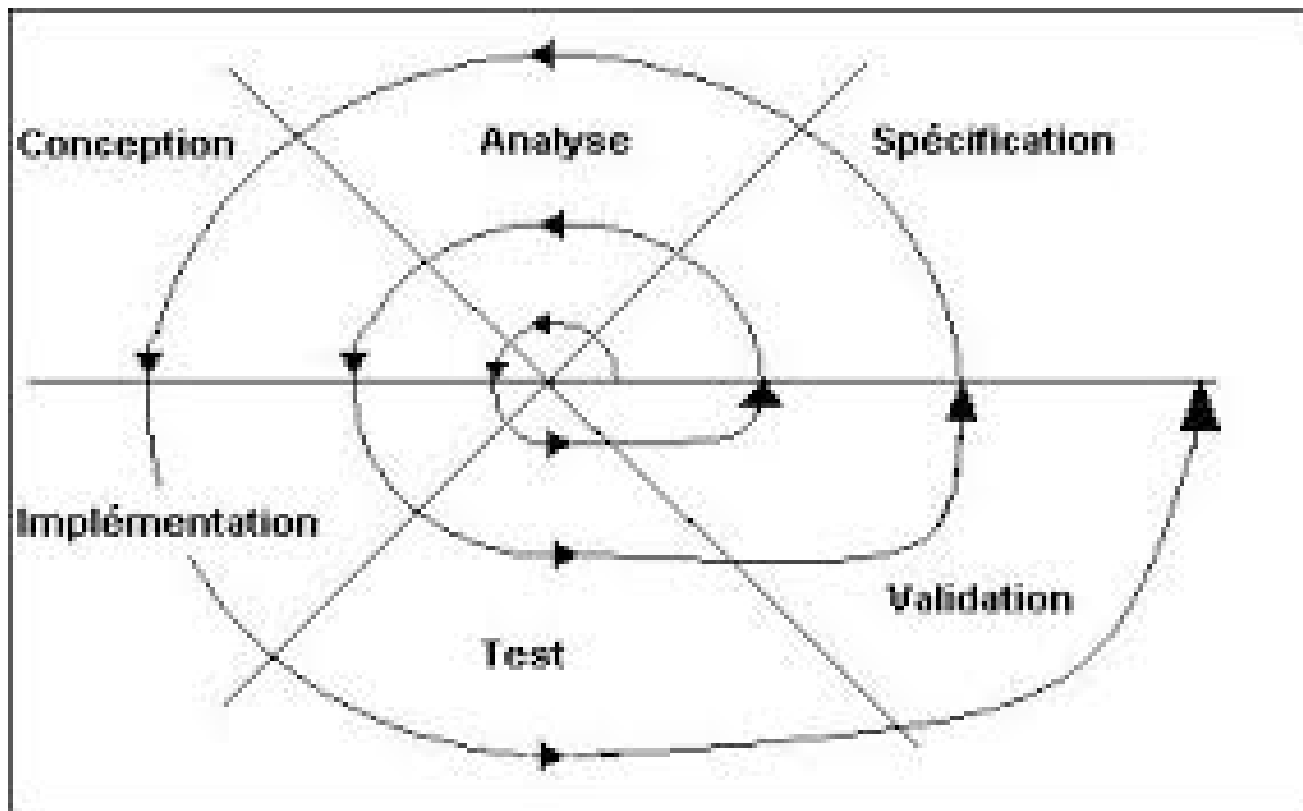 Conception
Analyse
Spécification
Implémentation
Validation
Test